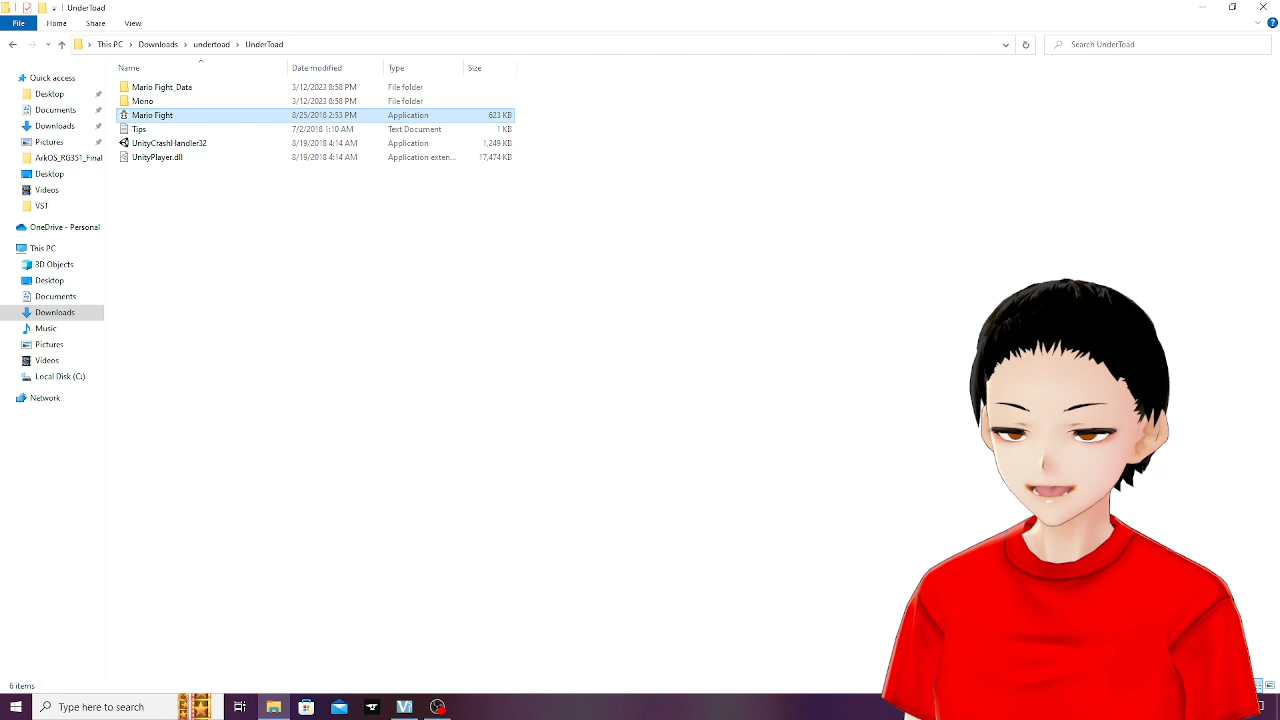 UnderToad
File Home Share View
This PC Downloads undertoad UnderToad Search UnderToad
Name Date modified Type Size
Mario Fight_Data 3/12/2023 8:58 PM File folder
Mono 3/12/2023 8:58 PM File folder
Mario Fight 8/25/2018 2:53 PM Application 623 KB
Tips 7/2/2018 1:10 AM Text Document 1 KB
UnityCrashHandler32 8/19/2018 4:14 AM Application 1,249 KB
UnityPlayer.dll 8/19/2018 4:14 AM Application exten... 17,474 KB
Quick access
Desktop
Documents
Downloads
Pictures
ArkOS_RG351_Final
Desktop
Videos
VST
OneDrive - Personal
This PC
3D Objects
Desktop
Documents
Downloads
Music
Pictures
Videos
Local Disk (C:)
Network
6 items
Type here to search